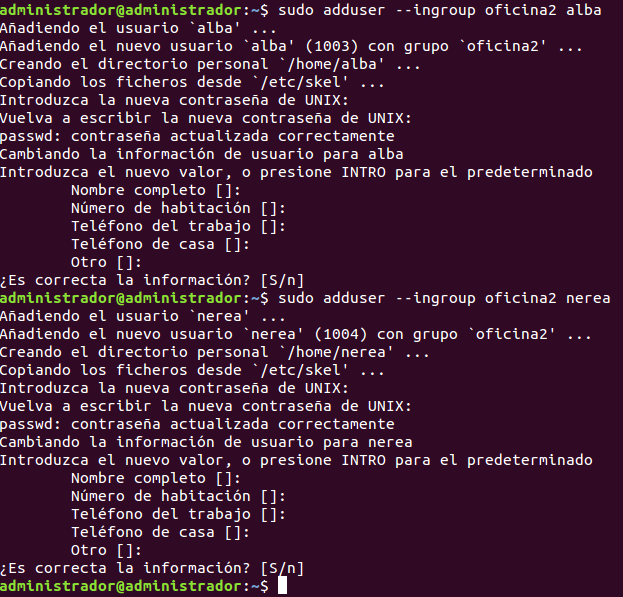 administrador@administrador:~$ sudo adduser --ingroup oficina2 alba
Añadiendo el usuario `alba' ...
Añadiendo el nuevo usuario `alba' (1003) con grupo `oficina2' ...
Creando el directorio personal `/home/alba' ...
Copiando los ficheros desde `/etc/skel' ...
Introduzca la nueva contraseña de UNIX:
Vuelva a escribir la nueva contraseña de UNIX:
passwd: contraseña actualizada correctamente
Cambiando la información de usuario para alba
Introduzca el nuevo valor, o presione INTRO para el predeterminado
        Nombre completo []:
        Número de habitación []:
        Teléfono del trabajo []:
        Teléfono de casa []:
        Otro []:
¿Es correcta la información? [S/n]
administrador@administrador:~$ sudo adduser --ingroup oficina2 nerea
Añadiendo el usuario `nerea' ...
Añadiendo el nuevo usuario `nerea' (1004) con grupo `oficina2' ...
Creando el directorio personal `/home/nerea' ...
Copiando los ficheros desde `/etc/skel' ...
Introduzca la nueva contraseña de UNIX:
Vuelva a escribir la nueva contraseña de UNIX:
passwd: contraseña actualizada correctamente
Cambiando la información de usuario para nerea
Introduzca el nuevo valor, o presione INTRO para el predeterminado
        Nombre completo []:
        Número de habitación []:
        Teléfono del trabajo []:
        Teléfono de casa []:
        Otro []:
¿Es correcta la información? [S/n]
administrador@administrador:~$